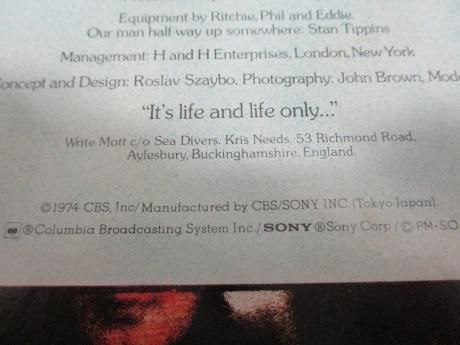 Equipment by Ritchie, Phil and Eddie.
Our man half way up somewhere: Stan Tippins
Management: H and H Enterprises, London, New York
Concept and Design: Roslav Szaybo, Photography: John Brown, Mode
"It's life and life only..."
Write Mott c/o Sea Divers. Kris Needs, 53 Richmond Road,
Aylesbury, Buckinghamshire, England.
©1974 CBS, Inc/Manufactured by CBS/SONY INC (Tokyo Japan)
®Columbia Broadcasting System Inc./SONY ®Sony Corp /©PM·SO